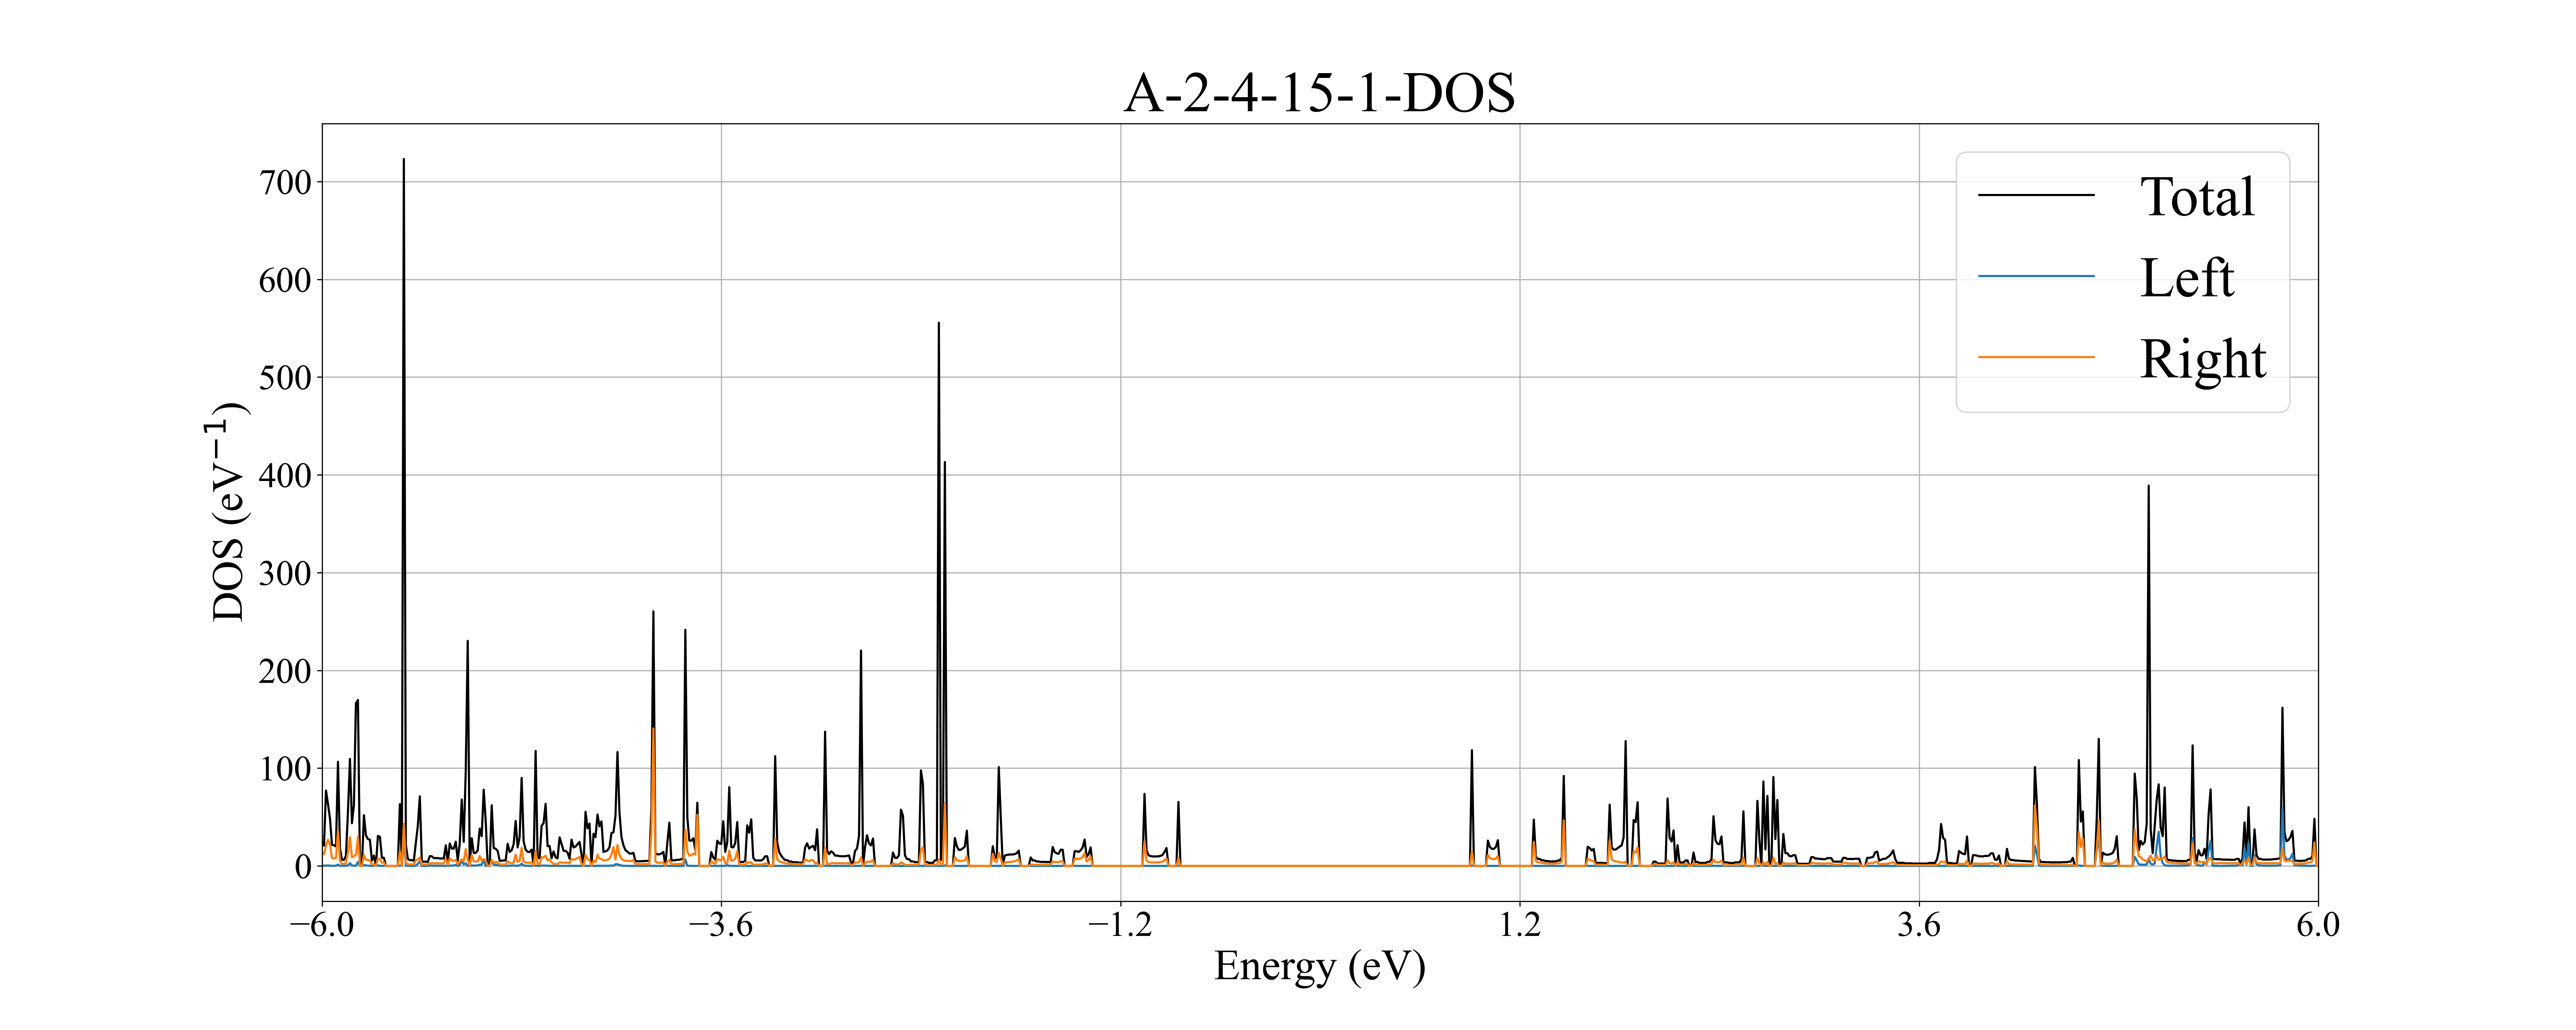 A-2-4-15-1-DOS
Total
Left
Right
700
600
500
400
300
200
100
0
DOS (eV⁻¹)
−6.0
−3.6
−1.2
1.2
3.6
6.0
Energy (eV)